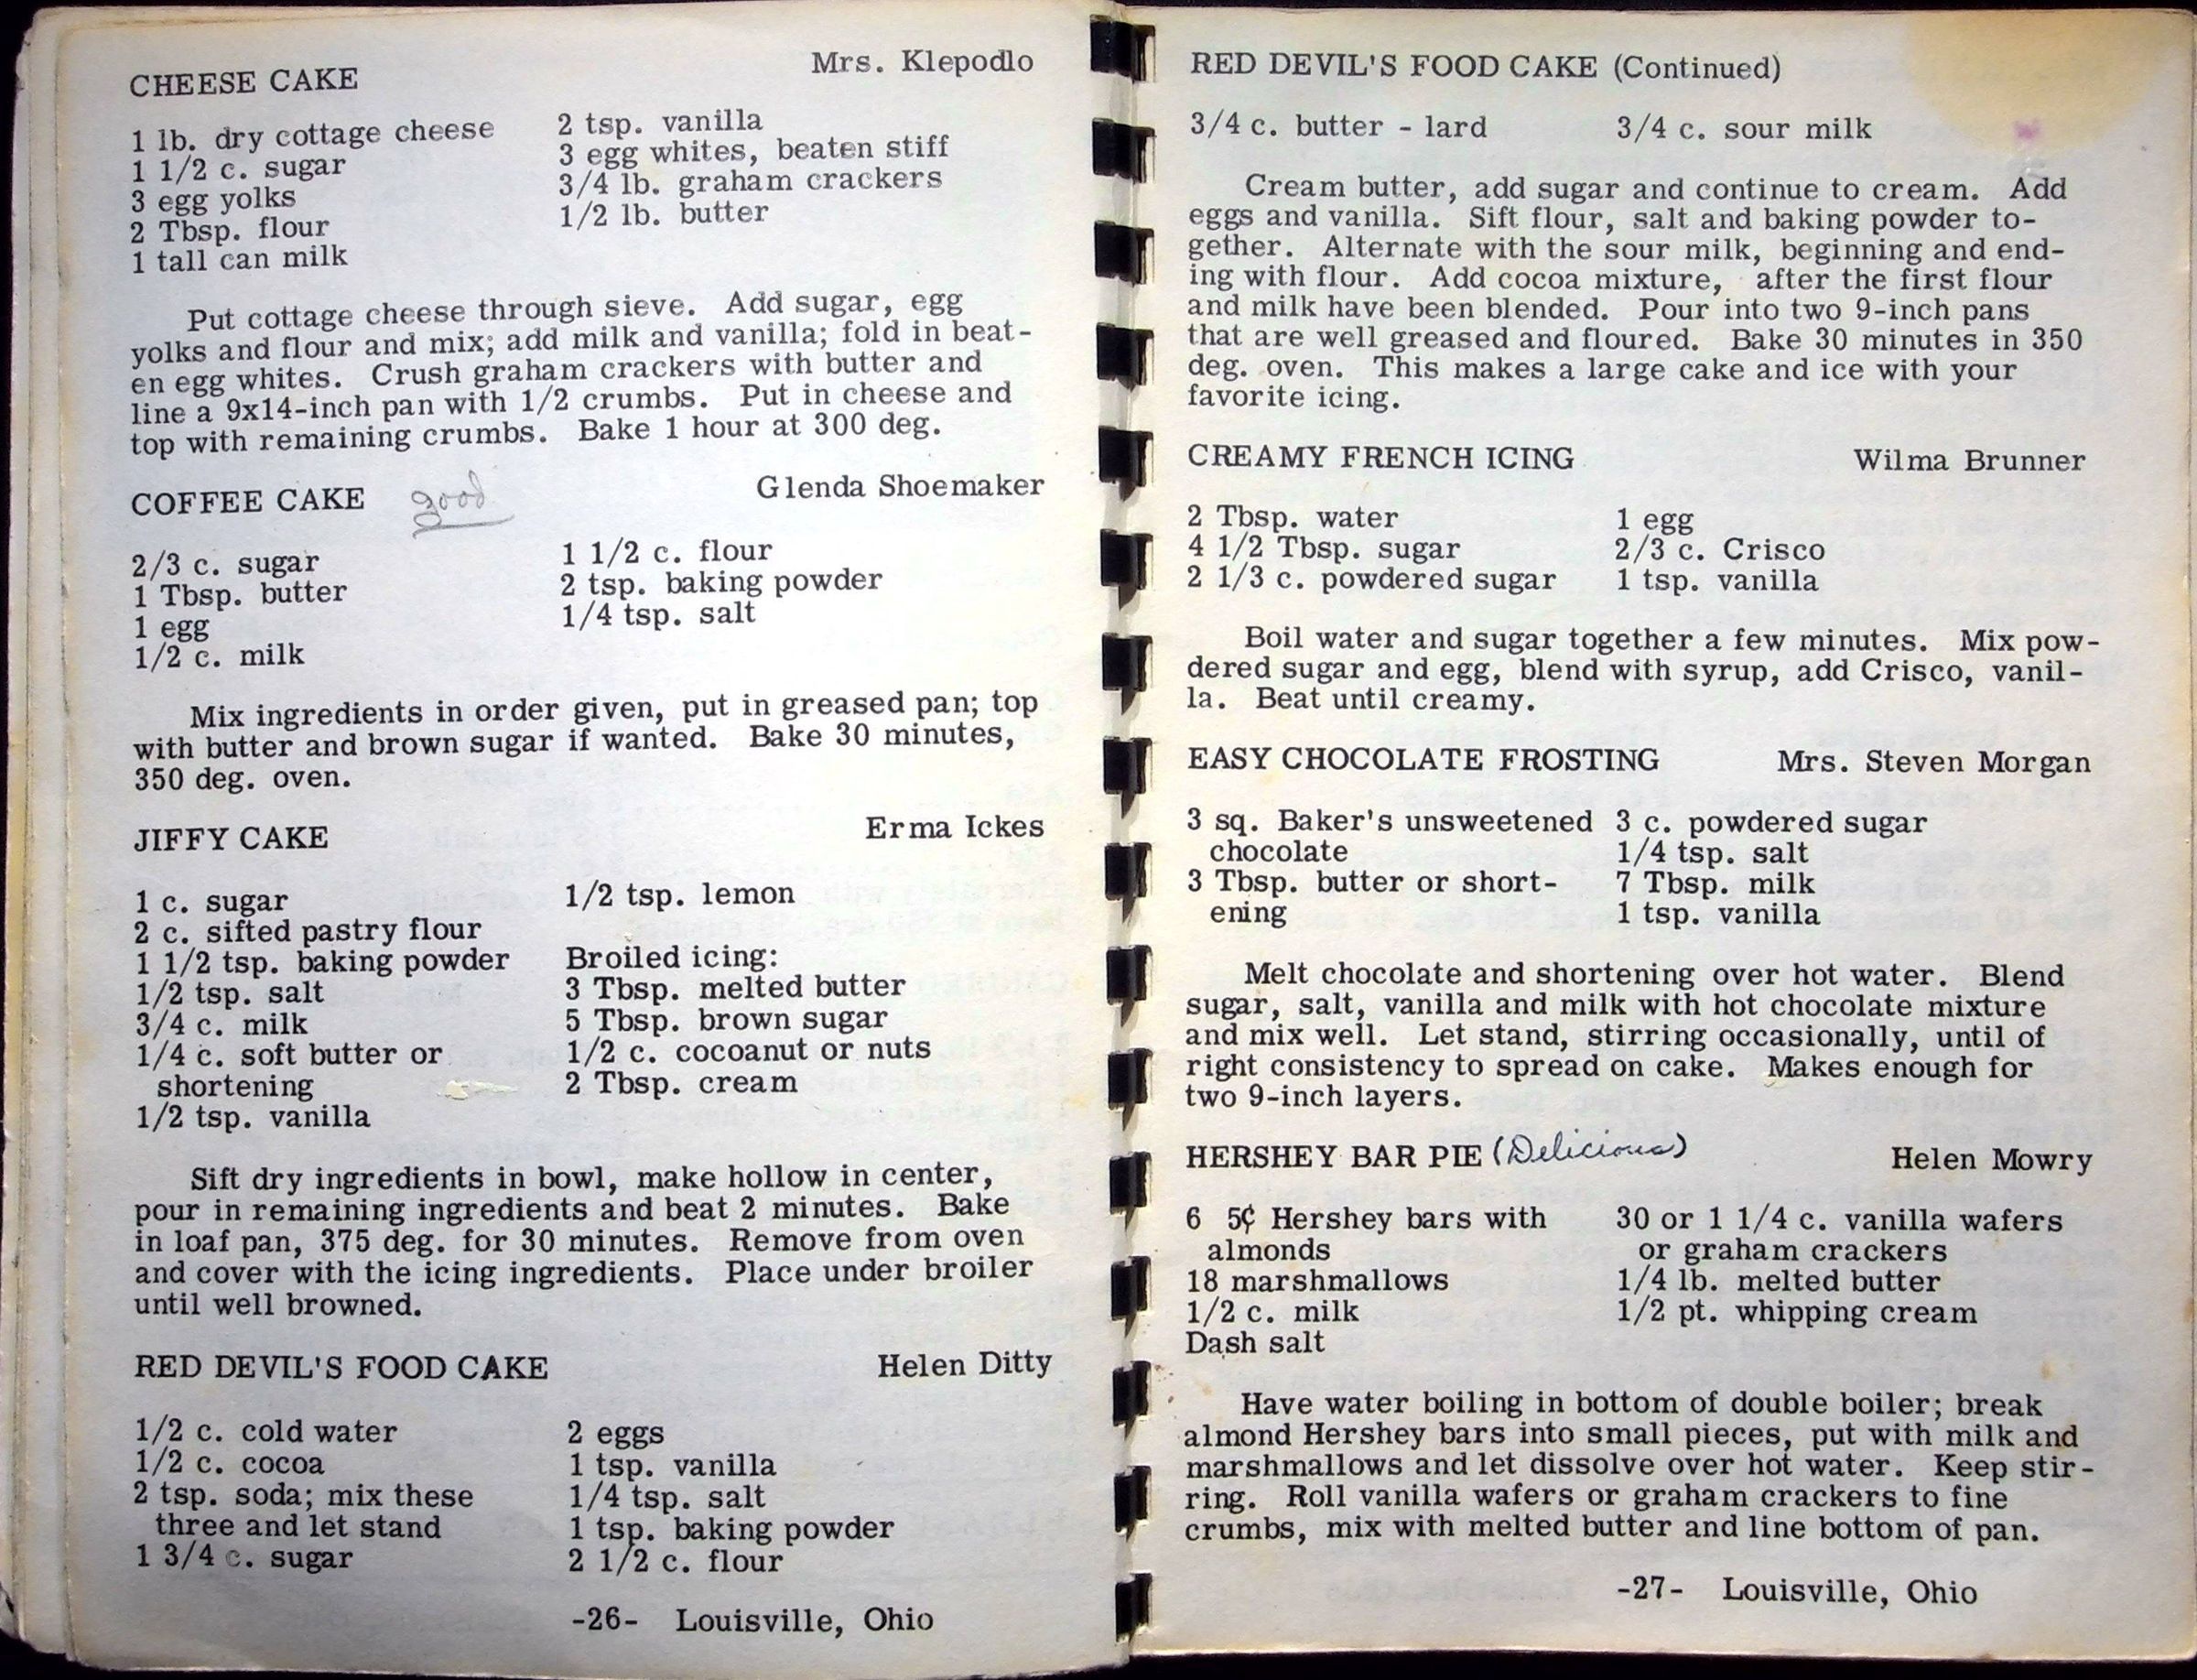 CHEESE CAKE Mrs. Klepodlo
1 lb. dry cottage cheese
1 1/2 c. sugar
3 egg yolks
2 Tbsp. flour
1 tall can milk
2 tsp. vanilla
3 egg whites, beaten stiff
3/4 lb. graham crackers
1/2 lb. butter
Put cottage cheese through sieve. Add sugar, egg
yolks and flour and mix; add milk and vanilla; fold in beat-
en egg whites. Crush graham crackers with butter and
line a 9x14-inch pan with 1/2 crumbs. Put in cheese and
top with remaining crumbs. Bake 1 hour at 300 deg.
COFFEE CAKE good Glenda Shoemaker
2/3 c. sugar
1 Tbsp. butter
1 egg
1/2 c. milk
1 1/2 c. flour
2 tsp. baking powder
1/4 tsp. salt
Mix ingredients in order given, put in greased pan; top
with butter and brown sugar if wanted. Bake 30 minutes,
350 deg. oven.
JIFFY CAKE Erma Ickes
1 c. sugar
2 c. sifted pastry flour
1 1/2 tsp. baking powder
1/2 tsp. salt
3/4 c. milk
1/4 c. soft butter or
shortening
1/2 tsp. vanilla
1/2 tsp. lemon
Broiled icing:
3 Tbsp. melted butter
5 Tbsp. brown sugar
1/2 c. cocoanut or nuts
2 Tbsp. cream
Sift dry ingredients in bowl, make hollow in center,
pour in remaining ingredients and beat 2 minutes. Bake
in loaf pan, 375 deg. for 30 minutes. Remove from oven
and cover with the icing ingredients. Place under broiler
until well browned.
RED DEVIL'S FOOD CAKE Helen Ditty
1/2 c. cold water
1/2 c. cocoa
2 tsp. soda; mix these
three and let stand
1 3/4 c. sugar
2 eggs
1 tsp. vanilla
1/4 tsp. salt
1 tsp. baking powder
2 1/2 c. flour
-26- Louisville, Ohio
RED DEVIL'S FOOD CAKE (Continued)
3/4 c. butter - lard
3/4 c. sour milk
Cream butter, add sugar and continue to cream. Add
eggs and vanilla. Sift flour, salt and baking powder to-
gether. Alternate with the sour milk, beginning and end-
ing with flour. Add cocoa mixture, after the first flour
and milk have been blended. Pour into two 9-inch pans
that are well greased and floured. Bake 30 minutes in 350
deg. oven. This makes a large cake and ice with your
favorite icing.
CREAMY FRENCH ICING Wilma Brunner
2 Tbsp. water
4 1/2 Tbsp. sugar
2 1/3 c. powdered sugar
1 egg
2/3 c. Crisco
1 tsp. vanilla
Boil water and sugar together a few minutes. Mix pow-
dered sugar and egg, blend with syrup, add Crisco, vanil-
la. Beat until creamy.
EASY CHOCOLATE FROSTING Mrs. Steven Morgan
3 sq. Baker's unsweetened
chocolate
3 Tbsp. butter or short-
ening
3 c. powdered sugar
1/4 tsp. salt
7 Tbsp. milk
1 tsp. vanilla
Melt chocolate and shortening over hot water. Blend
sugar, salt, vanilla and milk with hot chocolate mixture
and mix well. Let stand, stirring occasionally, until of
right consistency to spread on cake. Makes enough for
two 9-inch layers.
HERSHEY BAR PIE (Delicious) Helen Mowry
6 5¢ Hershey bars with
almonds
18 marshmallows
1/2 c. milk
Dash salt
30 or 1 1/4 c. vanilla wafers
or graham crackers
1/4 lb. melted butter
1/2 pt. whipping cream
Have water boiling in bottom of double boiler; break
almond Hershey bars into small pieces, put with milk and
marshmallows and let dissolve over hot water. Keep stir-
ring. Roll vanilla wafers or graham crackers to fine
crumbs, mix with melted butter and line bottom of pan.
-27- Louisville, Ohio